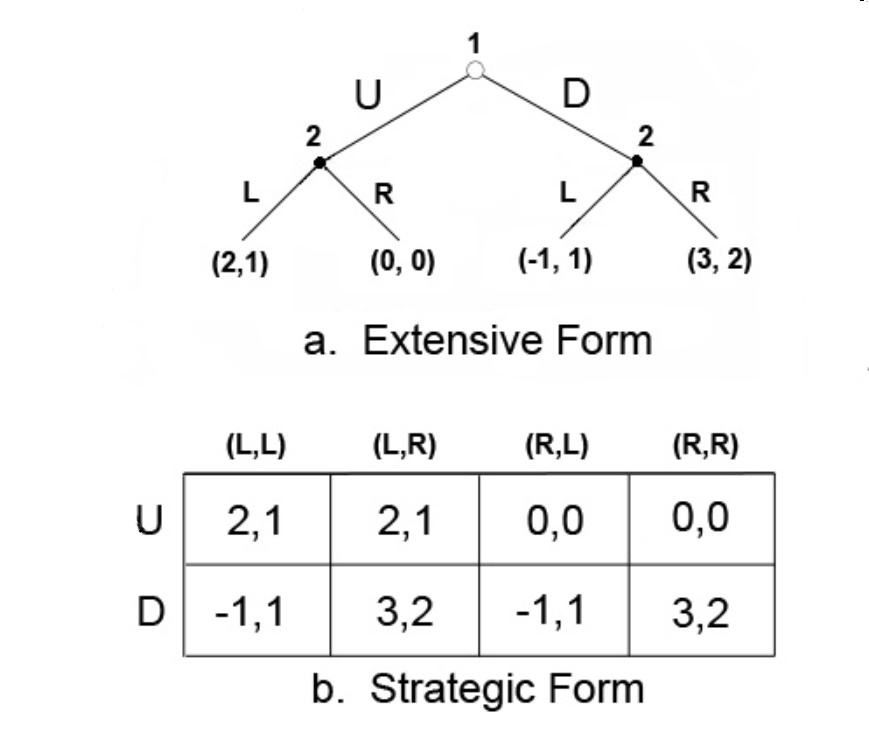 1
U D
2 2
L R L R
(2,1) (0, 0) (-1, 1) (3, 2)
a. Extensive Form
(L,L) (L,R) (R,L) (R,R)
U 2,1 2,1 0,0 0,0
D -1,1 3,2 -1,1 3,2
b. Strategic Form